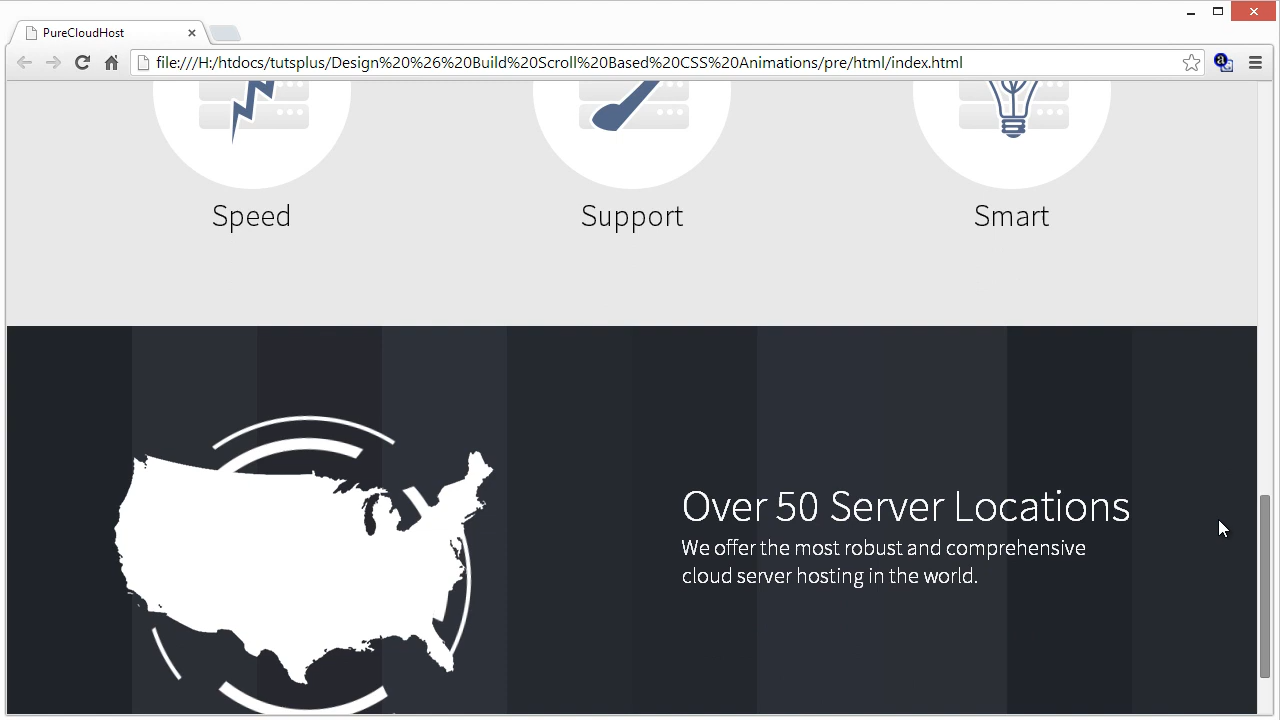 PureCloudHost
file:///H:/htdocs/tutsplus/Design%20%26%20Build%20Scroll%20Based%20CSS%20Animations/pre/html/index.html
Speed
Support
Smart
Over 50 Server Locations
We offer the most robust and comprehensive
cloud server hosting in the world.